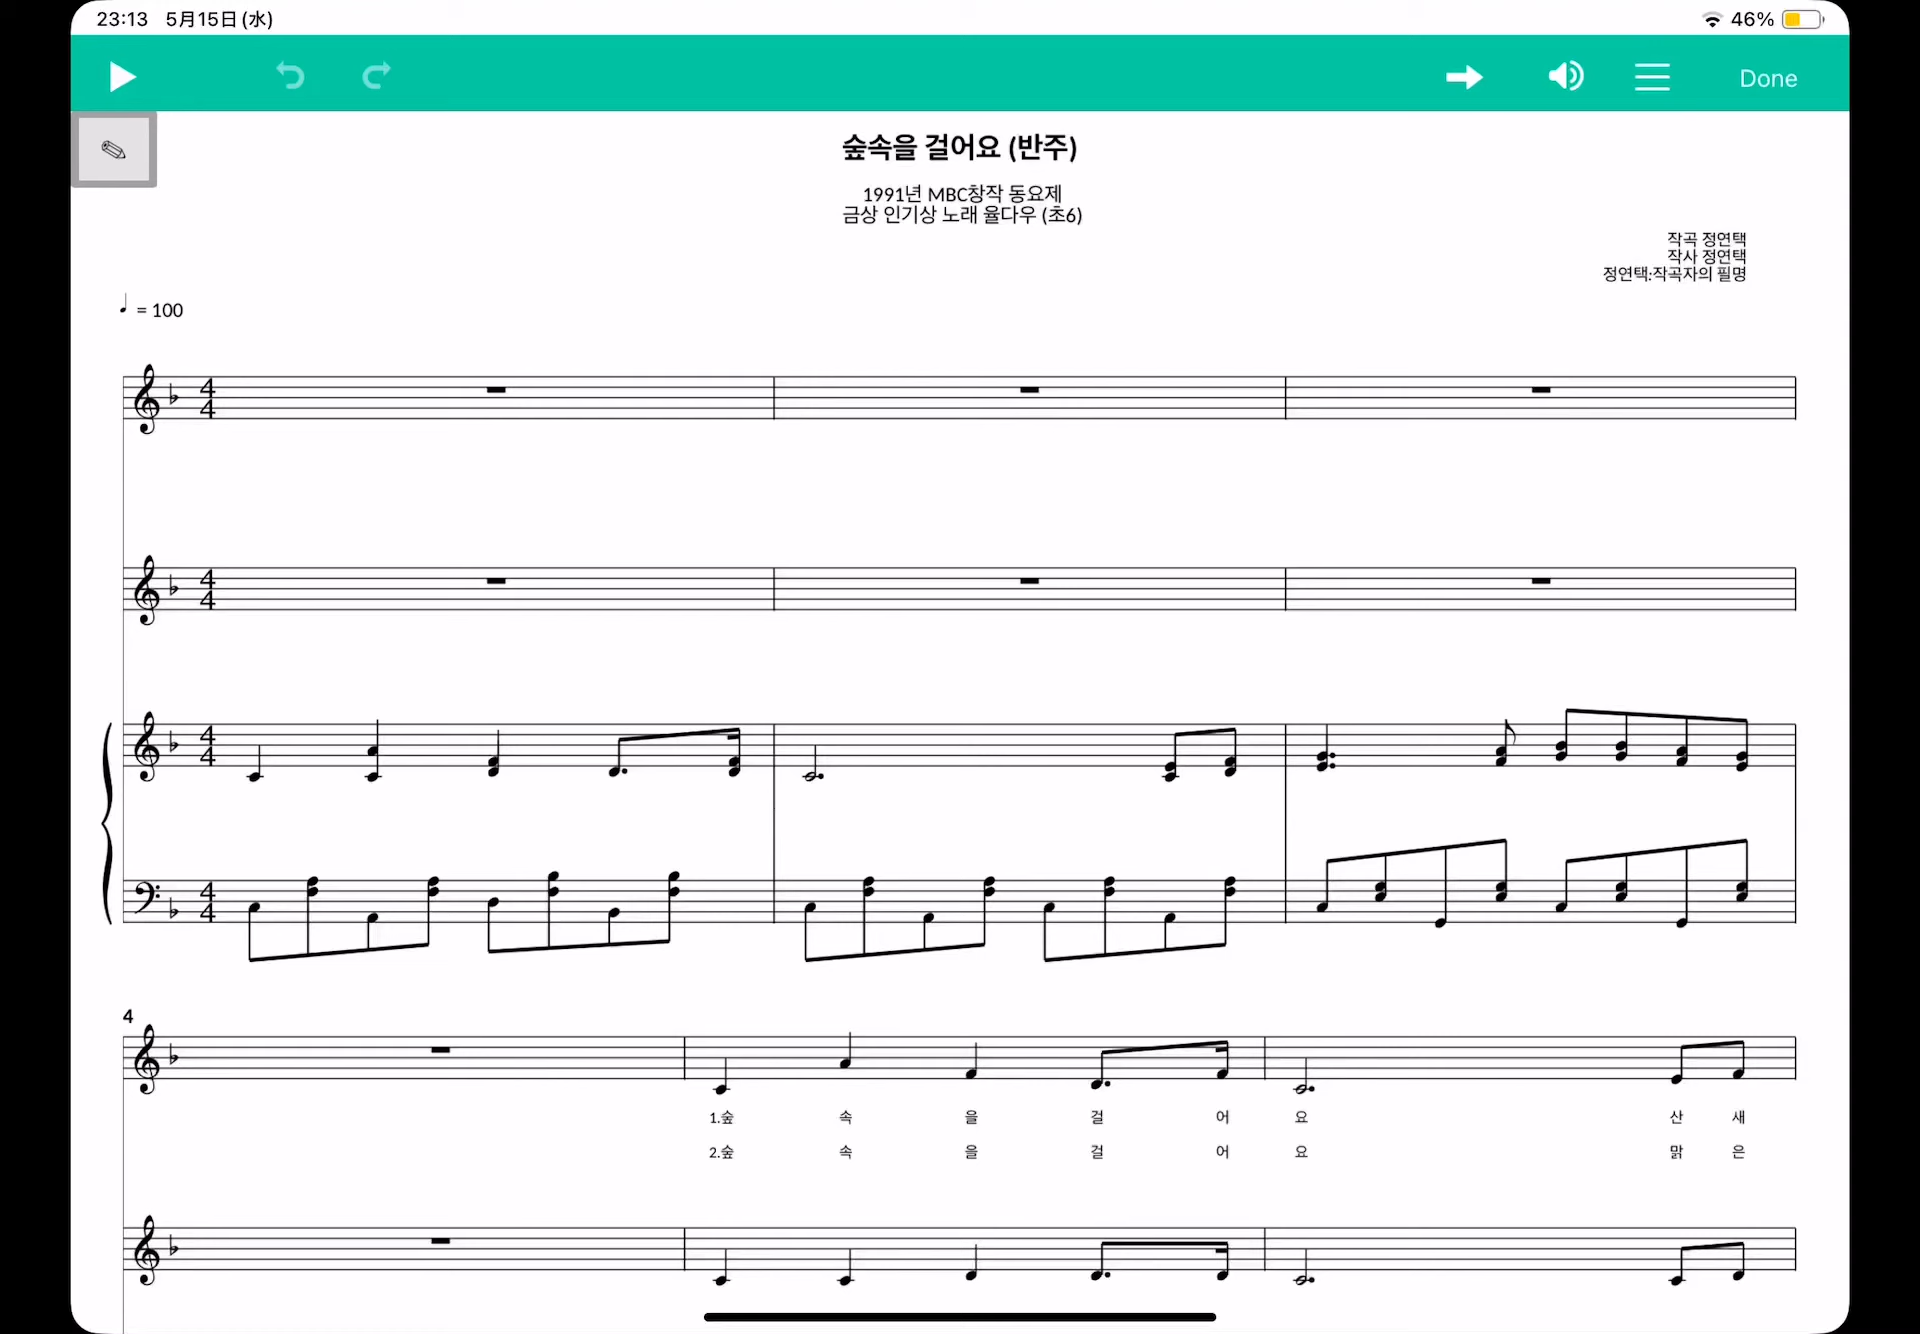 23:13 5月15日(水)
46%
Done
숲속을 걸어요 (반주)
1991년 MBC창작 동요제
금상 인기상 노래 율다우 (초6)
작곡 정연택
작사 정연택
정연택:작곡자의 필명
= 100
4
1.숲 속 을 걸 어 요 산 새
2.숲 속 을 걸 어 요 맑 은